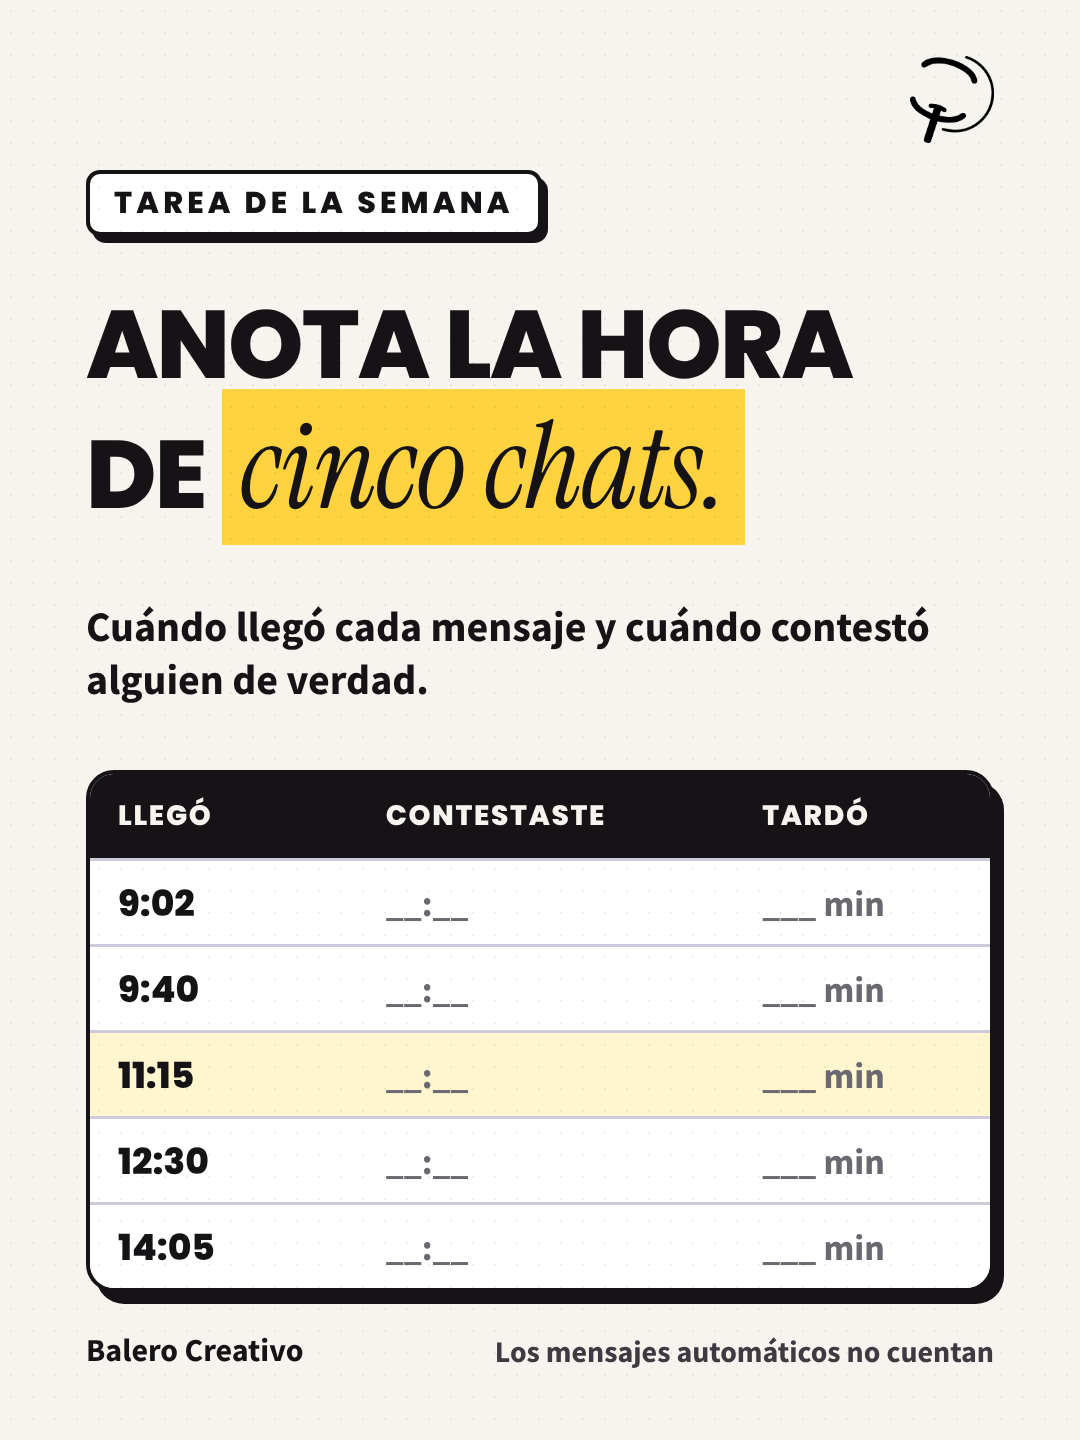 TAREA DE LA SEMANA
ANOTA LA HORA
DE cinco chats.
Cuándo llegó cada mensaje y cuándo contestó
alguien de verdad.
LLEGÓ CONTESTASTE TARDÓ
9:02 __:__ ___ min
9:40 __:__ ___ min
11:15 __:__ ___ min
12:30 __:__ ___ min
14:05 __:__ ___ min
Balero Creativo Los mensajes automáticos no cuentan